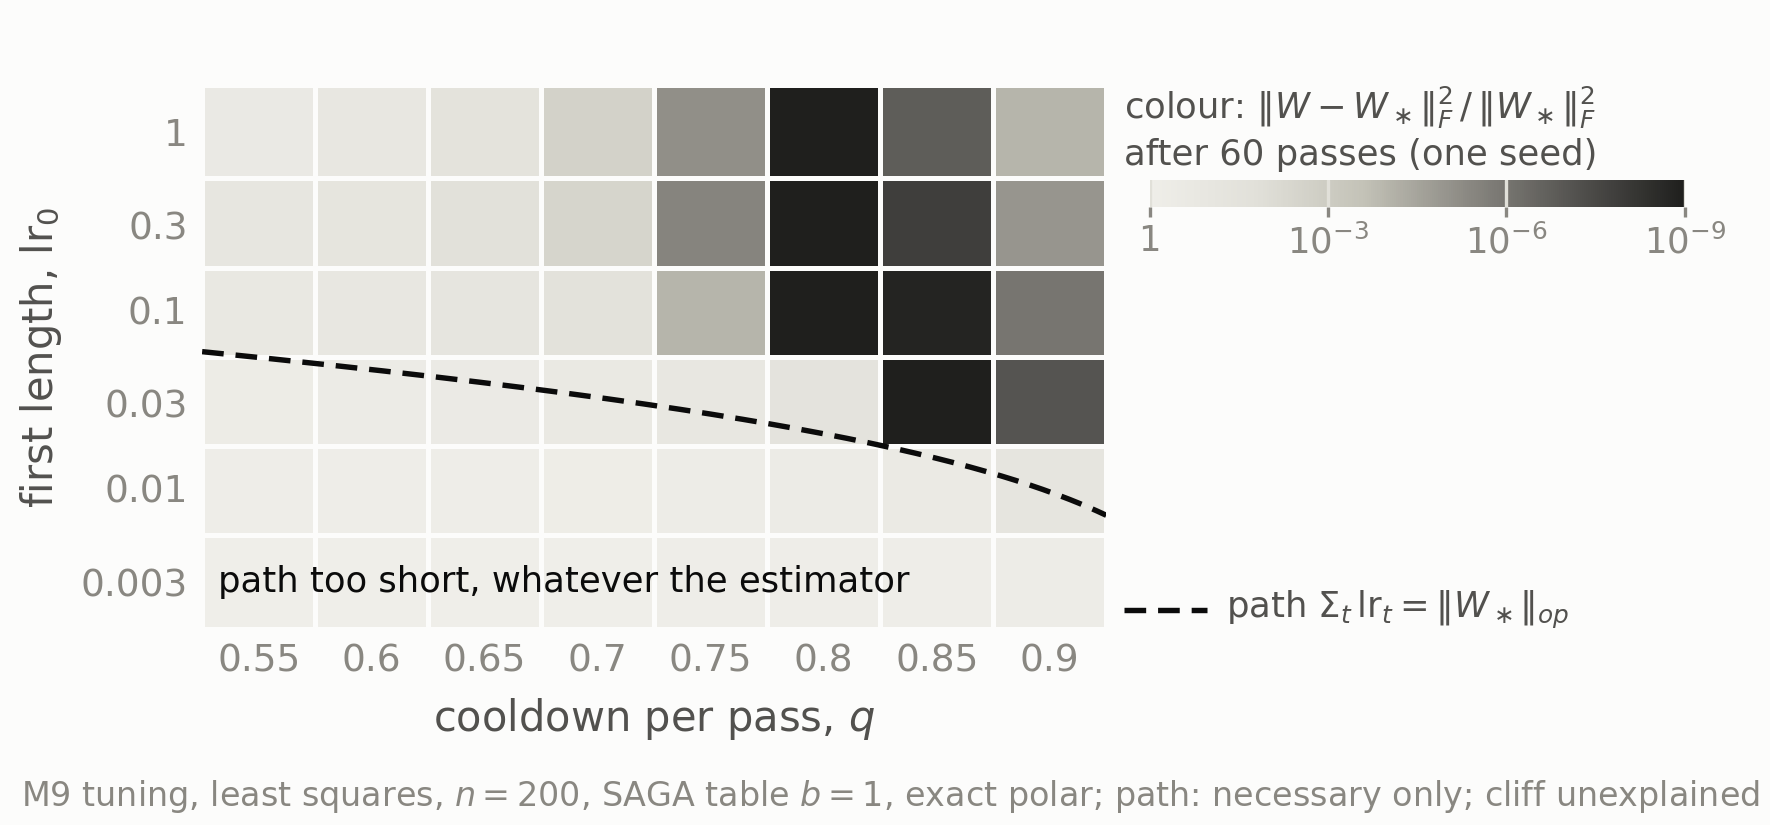 colour: ‖W − W∗‖²_F / ‖W∗‖²_F
after 60 passes (one seed)
1 10⁻³ 10⁻⁶ 10⁻⁹
first length, lr₀
1
0.3
0.1
0.03
0.01
0.003
path too short, whatever the estimator
path Σₜ lrₜ = ‖W∗‖ₒₚ
0.55 0.6 0.65 0.7 0.75 0.8 0.85 0.9
cooldown per pass, q
M9 tuning, least squares, n = 200, SAGA table b = 1, exact polar; path: necessary only; cliff unexplained